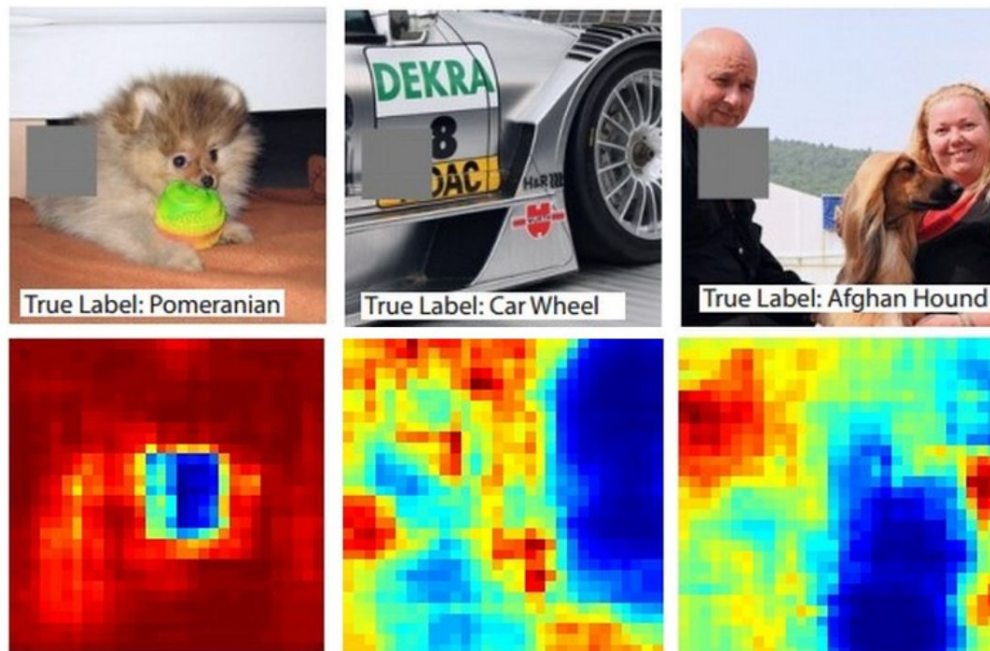 DEKRA
8
DAC
H&R
True Label: Pomeranian
True Label: Car Wheel
True Label: Afghan Hound